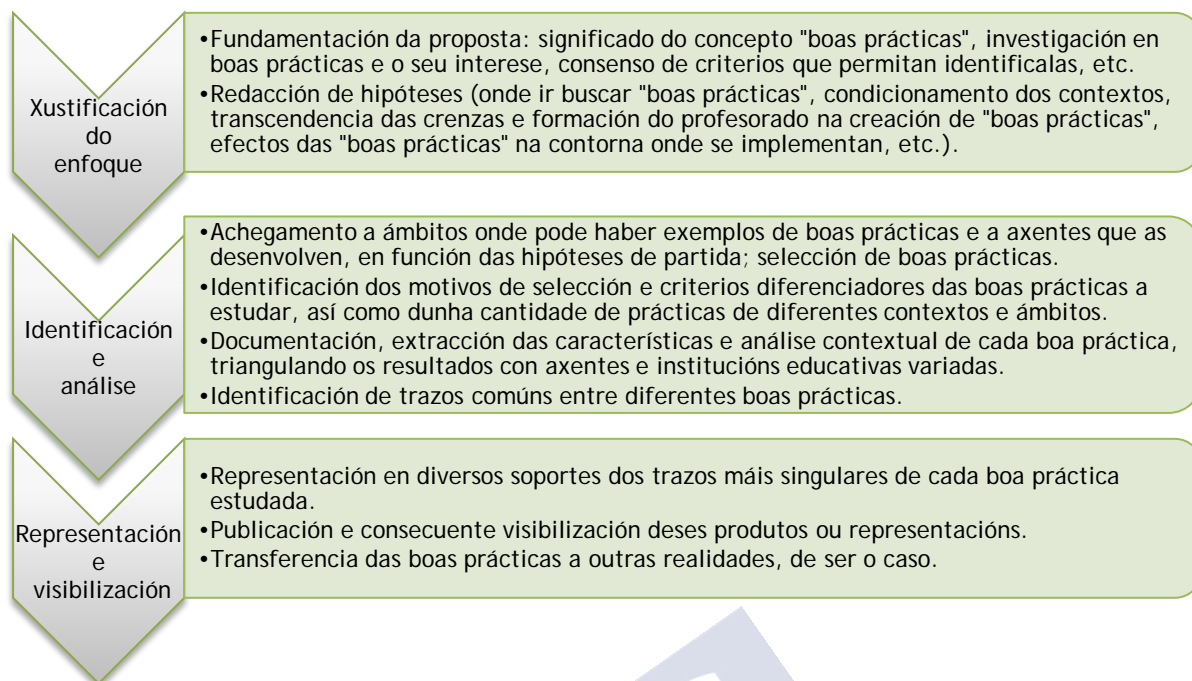 Xustificación
do
enfoque
•Fundamentación da proposta: significado do concepto "boas prácticas", investigación en
boas prácticas e o seu interese, consenso de criterios que permitan identificalas, etc.
•Redacción de hipóteses (onde ir buscar "boas prácticas", condicionamento dos contextos,
transcendencia das crenzas e formación do profesorado na creación de "boas prácticas",
efectos das "boas prácticas" na contorna onde se implementan, etc.).
Identificación
e
análise
•Achegamento a ámbitos onde pode haber exemplos de boas prácticas e a axentes que as
desenvolven, en función das hipóteses de partida; selección de boas prácticas.
•Identificación dos motivos de selección e criterios diferenciadores das boas prácticas a
estudar, así como dunha cantidade de prácticas de diferentes contextos e ámbitos.
•Documentación, extracción das características e análise contextual de cada boa práctica,
triangulando os resultados con axentes e institucións educativas variadas.
•Identificación de trazos comúns entre diferentes boas prácticas.
Representación
e
visibilización
•Representación en diversos soportes dos trazos máis singulares de cada boa práctica
estudada.
•Publicación e consecuente visibilización deses produtos ou representacións.
•Transferencia das boas prácticas a outras realidades, de ser o caso.